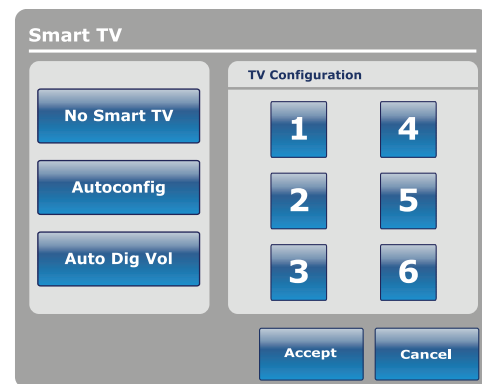 Smart TV
No Smart TV
Autoconfig
Auto Dig Vol
TV Configuration
1 4
2 5
3 6
Accept Cancel